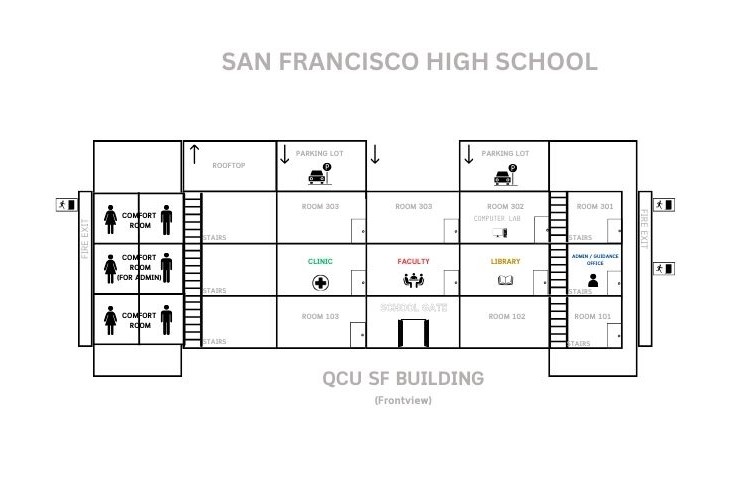 SAN FRANCISCO HIGH SCHOOL
ROOFTOP
PARKING LOT
P
PARKING LOT
P
FIRE EXIT
COMFORT
ROOM
STAIRS
ROOM 303
ROOM 303
ROOM 302
COMPUTER LAB
ROOM 301
STAIRS
FIRE EXIT
COMFORT
ROOM
(FOR ADMIN)
STAIRS
CLINIC
FACULTY
LIBRARY
ADMIN / GUIDANCE
OFFICE
STAIRS
COMFORT
ROOM
STAIRS
ROOM 103
SCHOOL GATE
ROOM 102
ROOM 101
STAIRS
QCU SF BUILDING
(Frontview)